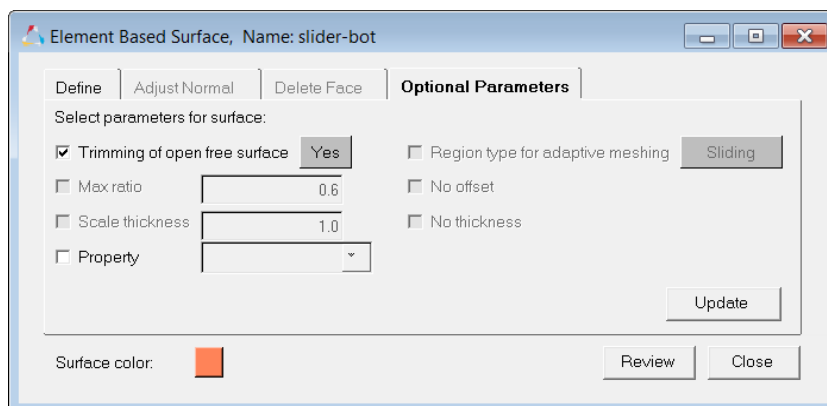 Element Based Surface,  Name: slider-bot
Define Adjust Normal Delete Face Optional Parameters
Select parameters for surface:
Trimming of open free surface Yes Region type for adaptive meshing Sliding
Max ratio 0.6 No offset
Scale thickness 1.0 No thickness
Property
Update
Surface color: Review Close